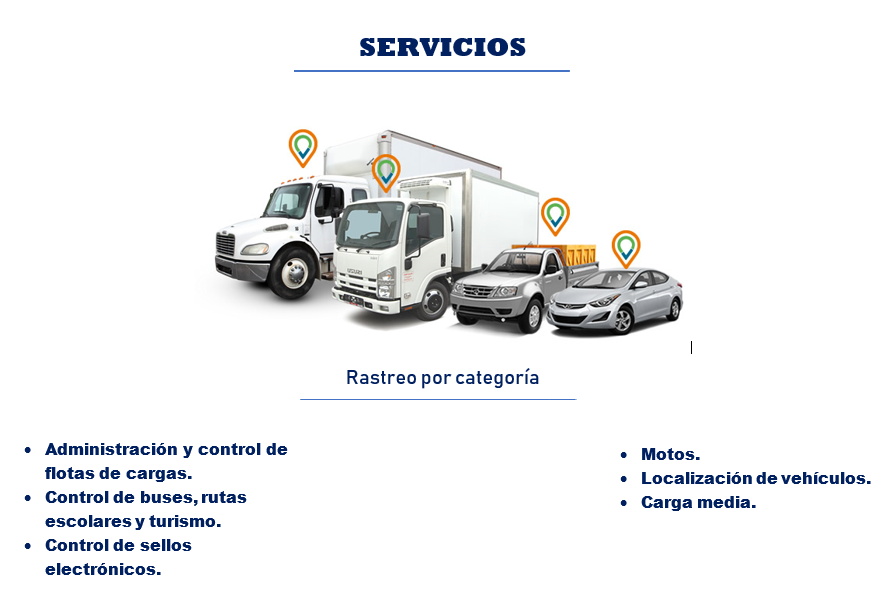 SERVICIOS
ISUZU
Rastreo por categoría
• Administración y control de
flotas de cargas.
• Control de buses, rutas
escolares y turismo.
• Control de sellos
electrónicos.
• Motos.
• Localización de vehículos.
• Carga media.